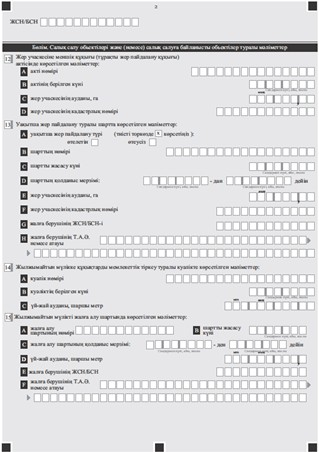 8
ЖСН/БСН
Бөлім. Салық салу объектілері және (немесе) салық салуға байланысты объектілер туралы мәліметтер
12 Жер учаскесіне меншік құқығы (тұрақты жер пайдалану құқығы)
актісінде көрсетілген мәліметтер:
A акті нөмірі
B актінің берілген күні
C жер учаскесінің ауданы, га
D жер учаскесінің кадастрлық нөмірі
13 Уақытша жер пайдалану туралы шартта көрсетілген мәліметтер:
A уақытша жер пайдалану түрі (тиісті торкөзде X көрсетіңіз ):
өтелетін өтеусіз
B шарттың нөмірі
C шартты жасасу күні
D шарттың қолданыс мерзімі: - дан дейін
E жер учаскесінің ауданы, га
F жер учаскесінің кадастрлық нөмірі
G жалға берушінің ЖСН/БСН-і
H жалға берушінің Т.А.Ә.
немесе атауы
14 Жылжымайтын мүлікке құқықтарды мемлекеттік тіркеу туралы куәлікте көрсетілген мәліметтер:
A куәлік нөмірі
B куәліктің берілген күні
C үй-жай ауданы, шаршы метр
15 Жылжымайтын мүлікті жалға алу шартында көрсетілген мәліметтер:
A жалға алу
шартының нөмірі
B шартты жасасу
күні
C жалға алу шартының қолданыс мерзімі: - дан дейін
D үй-жай ауданы, шаршы метр
E жалға берушінің ЖСН/БСН
F жалға берушінің Т.А.Ә.
немесе атауы